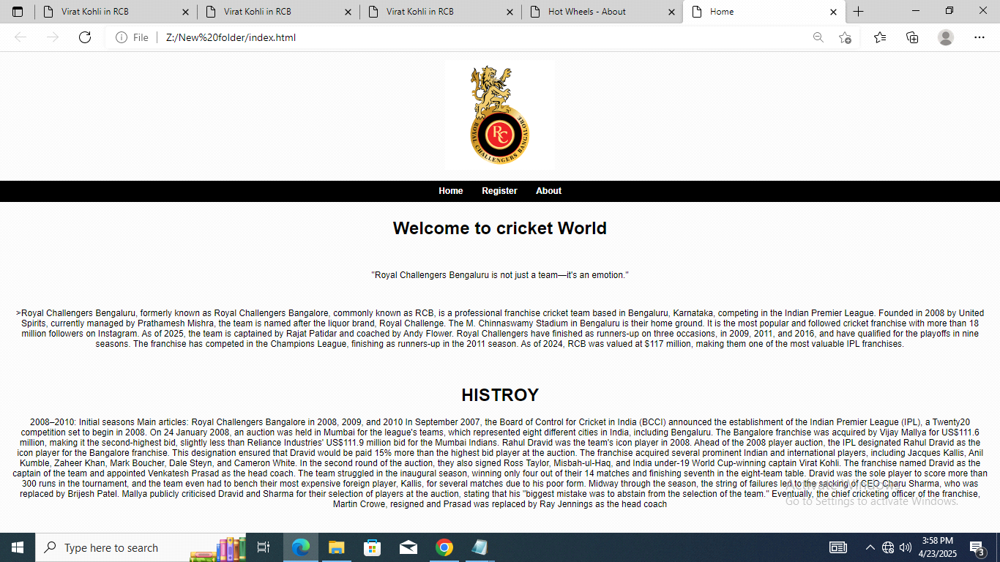 Virat Kohli in RCB
Virat Kohli in RCB
Virat Kohli in RCB
Hot Wheels - About
Home
File
Z:/New%20folder/index.html
ROYAL CHALLENGERS BANGALORE
RC
Home Register About
Welcome to cricket World
"Royal Challengers Bengaluru is not just a team—it's an emotion."
>Royal Challengers Bengaluru, formerly known as Royal Challengers Bangalore, commonly known as RCB, is a professional franchise cricket team based in Bengaluru, Karnataka, competing in the Indian Premier League. Founded in 2008 by United
Spirits, currently managed by Prathamesh Mishra, the team is named after the liquor brand, Royal Challenge. The M. Chinnaswamy Stadium in Bengaluru is their home ground. It is the most popular and followed cricket franchise with more than 18
million followers on Instagram. As of 2025, the team is captained by Rajat Patidar and coached by Andy Flower. Royal Challengers have finished as runners-up on three occasions, in 2009, 2011, and 2016, and have qualified for the playoffs in nine
seasons. The franchise has competed in the Champions League, finishing as runners-up in the 2011 season. As of 2024, RCB was valued at $117 million, making them one of the most valuable IPL franchises.
HISTROY
2008–2010: Initial seasons Main articles: Royal Challengers Bangalore in 2008, 2009, and 2010 In September 2007, the Board of Control for Cricket in India (BCCI) announced the establishment of the Indian Premier League (IPL), a Twenty20
competition set to begin in 2008. On 24 January 2008, an auction was held in Mumbai for the league's teams, which represented eight different cities in India, including Bengaluru. The Bangalore franchise was acquired by Vijay Mallya for US$111.6
million, making it the second-highest bid, slightly less than Reliance Industries' US$111.9 million bid for the Mumbai Indians. Rahul Dravid was the team's icon player in 2008. Ahead of the 2008 player auction, the IPL designated Rahul Dravid as the
icon player for the Bangalore franchise. This designation ensured that Dravid would be paid 15% more than the highest bid player at the auction. The franchise acquired several prominent Indian and international players, including Jacques Kallis, Anil
Kumble, Zaheer Khan, Mark Boucher, Dale Steyn, and Cameron White. In the second round of the auction, they also signed Ross Taylor, Misbah-ul-Haq, and India under-19 World Cup-winning captain Virat Kohli. The franchise named Dravid as the
captain of the team and appointed Venkatesh Prasad as the head coach. The team struggled in the inaugural season, winning only four out of their 14 matches and finishing seventh in the eight-team table. Dravid was the sole player to score more than
300 runs in the tournament, and the team even had to bench their most expensive foreign player, Kallis, for several matches due to his poor form. Midway through the season, the string of failures led to the sacking of CEO Charu Sharma, who was
replaced by Brijesh Patel. Mallya publicly criticised Dravid and Sharma for their selection of players at the auction, stating that his "biggest mistake was to abstain from the selection of the team." Eventually, the chief cricketing officer of the franchise,
Martin Crowe, resigned and Prasad was replaced by Ray Jennings as the head coach
Activate Windows
Go to Settings to activate Windows.
Type here to search
3:58 PM
4/23/2025
3